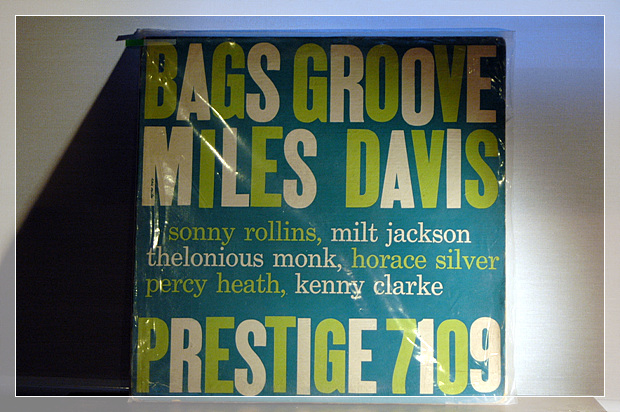 BAGS GROOVE
MILES DAVIS
sonny rollins, milt jackson
thelonious monk, horace silver
percy heath, kenny clarke
PRESTIGE 7109